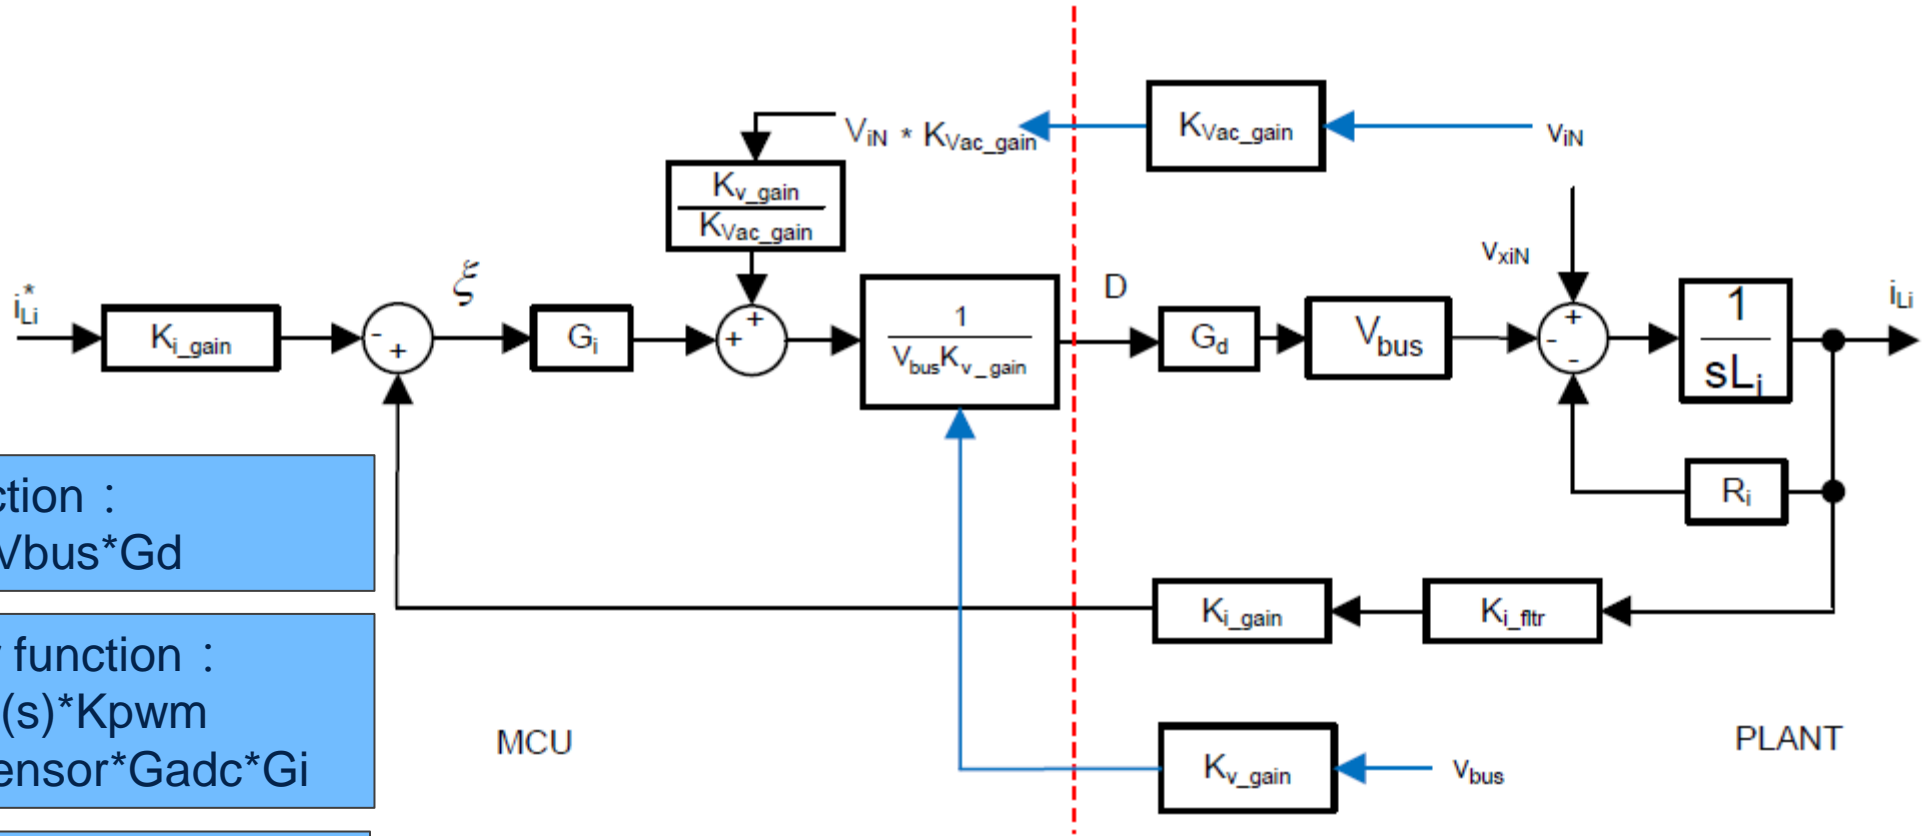 V_iN * K_Vac_gain
K_Vac_gain
v_iN
K_v_gain
K_Vac_gain
v_xiN
i*_Li
K_i_gain
-
+
ξ
G_i
+
+
1
V_bus K_v_gain
D
G_d
V_bus
+
-
-
1
sL_i
i_Li
R_i
ction :
Vbus*Gd
K_i_gain
K_i_fltr
function :
(s)*Kpwm
ensor*Gadc*Gi
MCU
K_v_gain
v_bus
PLANT